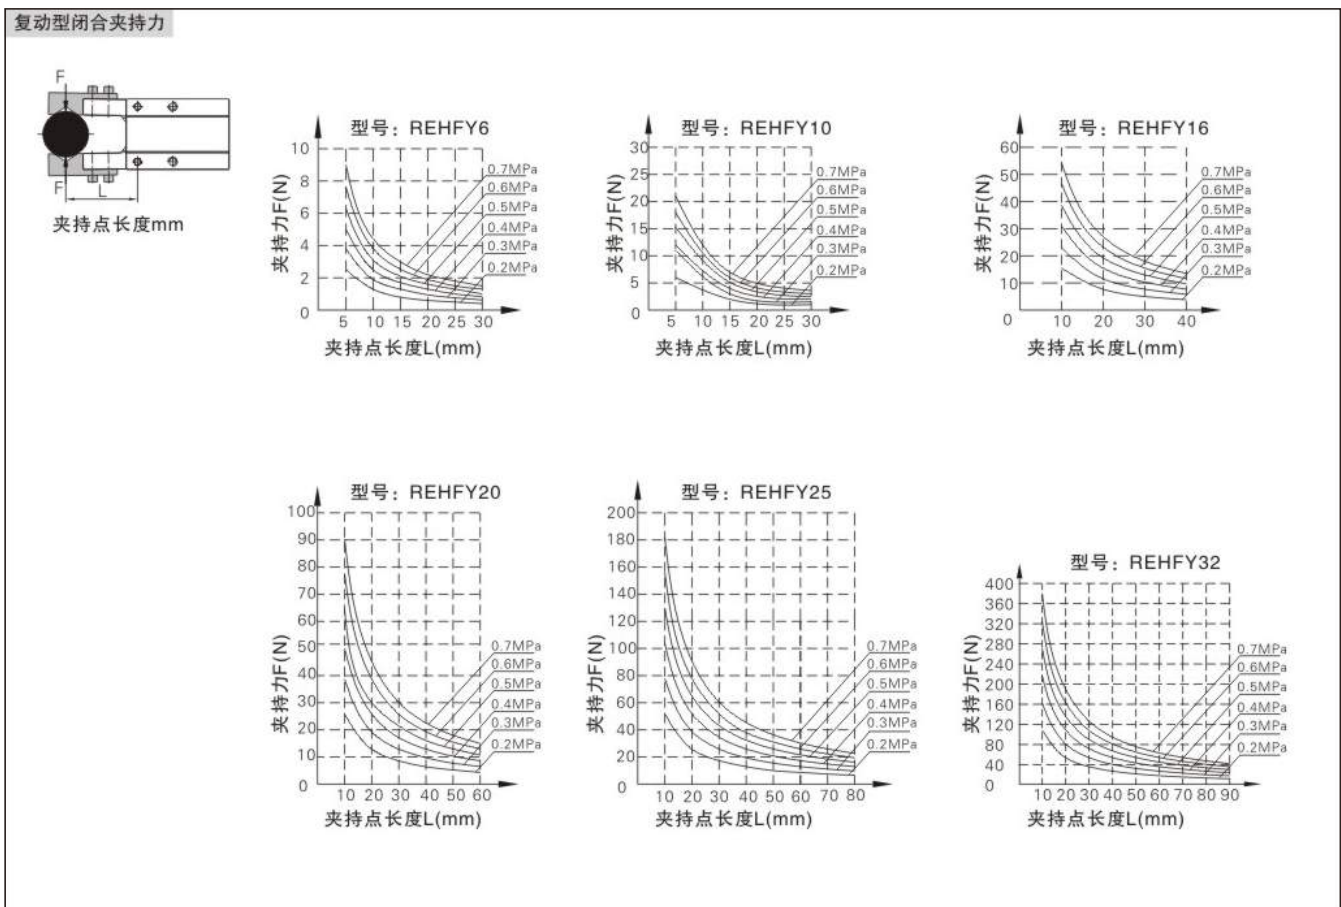 复动型闭合夹持力
F
F
L
夹持点长度mm
型号：REHFY6
夹持力F(N)
10
8
6
4
2
0
5 10 15 20 25 30
0.7MPa
0.6MPa
0.5MPa
0.4MPa
0.3MPa
0.2MPa
夹持点长度L(mm)
型号：REHFY10
夹持力F(N)
30
25
20
15
10
5
0
5 10 15 20 25 30
0.7MPa
0.6MPa
0.5MPa
0.4MPa
0.3MPa
0.2MPa
夹持点长度L(mm)
型号：REHFY16
夹持力F(N)
60
50
40
30
20
10
0
10 20 30 40
0.7MPa
0.6MPa
0.5MPa
0.4MPa
0.3MPa
0.2MPa
夹持点长度L(mm)
型号：REHFY20
夹持力F(N)
100
90
80
70
60
50
40
30
20
10
0
10 20 30 40 50 60
0.7MPa
0.6MPa
0.5MPa
0.4MPa
0.3MPa
0.2MPa
夹持点长度L(mm)
型号：REHFY25
夹持力F(N)
200
180
160
140
120
100
80
60
40
20
0
10 20 30 40 50 60 70 80
0.7MPa
0.6MPa
0.5MPa
0.4MPa
0.3MPa
0.2MPa
夹持点长度L(mm)
型号：REHFY32
夹持力F(N)
400
360
320
280
240
200
160
120
80
40
0
10 20 30 40 50 60 70 80 90
0.7MPa
0.6MPa
0.5MPa
0.4MPa
0.3MPa
0.2MPa
夹持点长度L(mm)